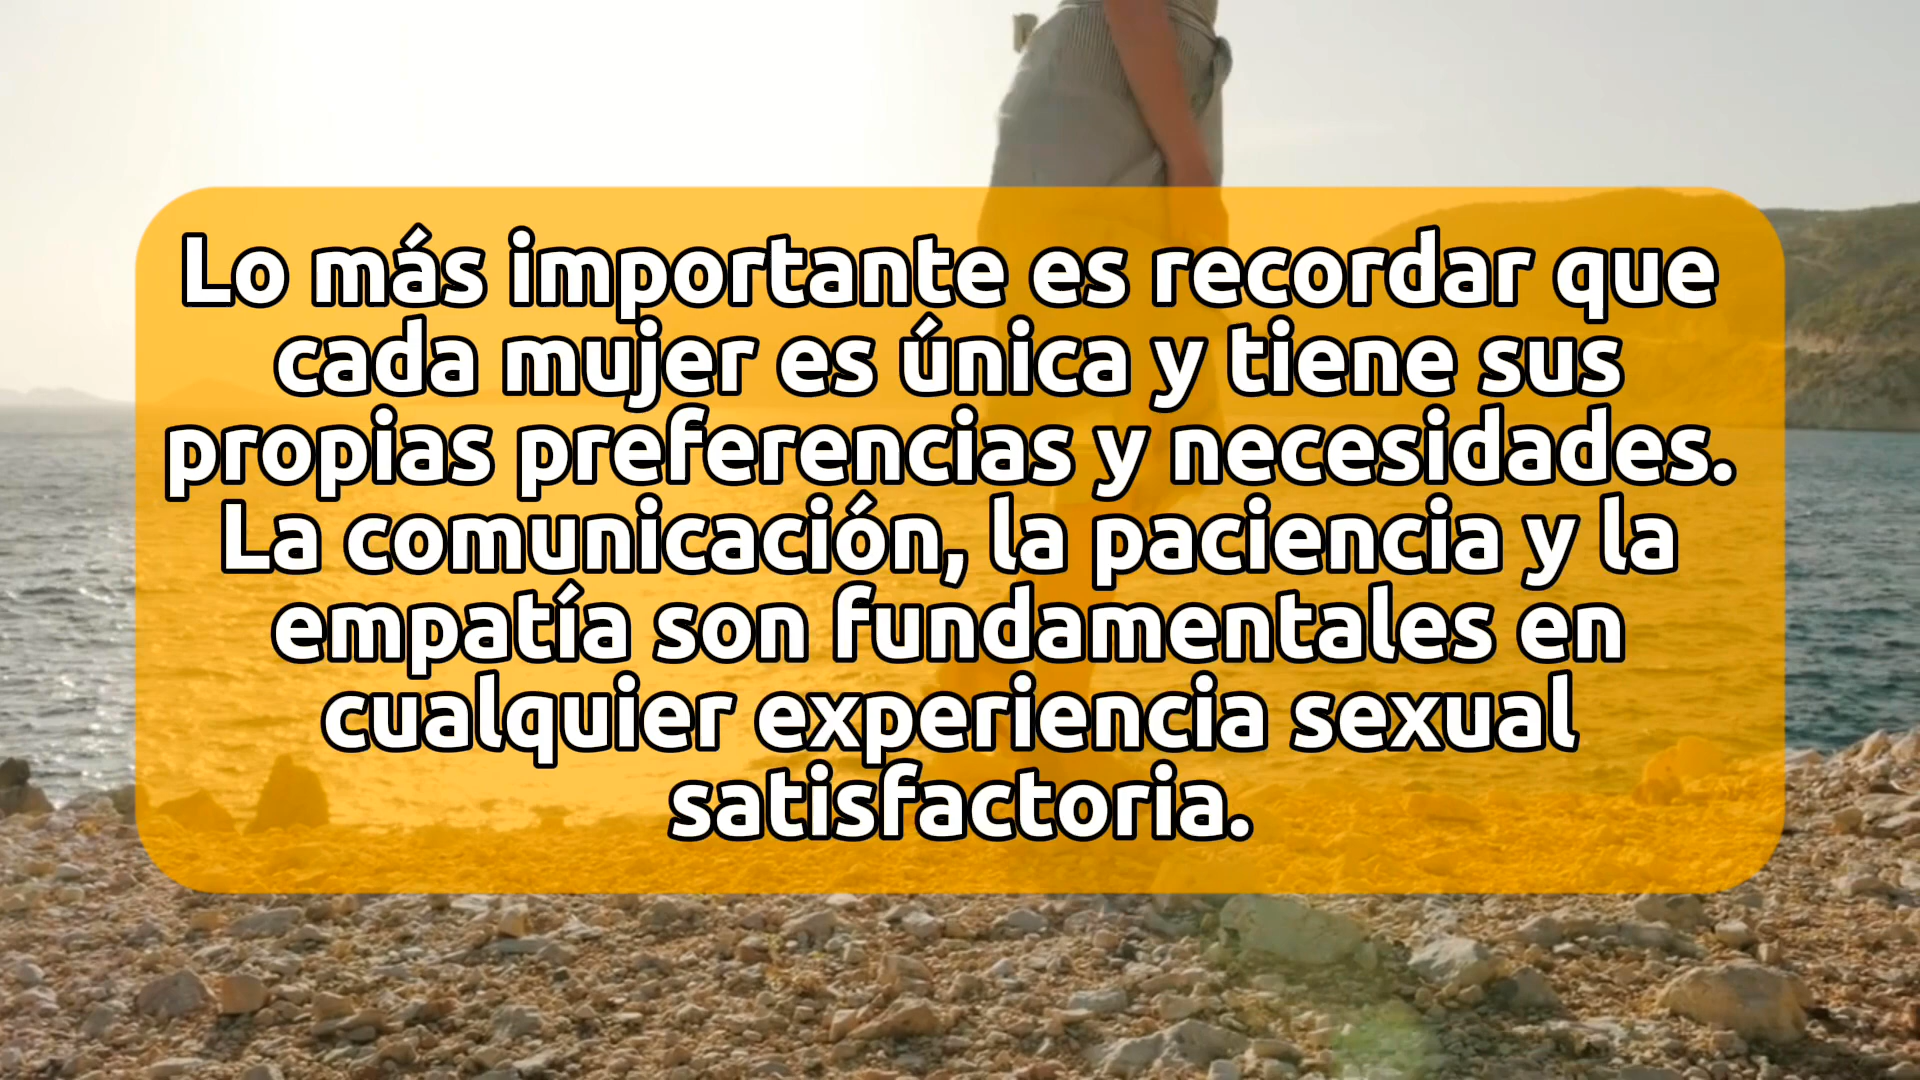 Lo más importante es recordar que
cada mujer es única y tiene sus
propias preferencias y necesidades.
La comunicación, la paciencia y la
empatía son fundamentales en
cualquier experiencia sexual
satisfactoria.